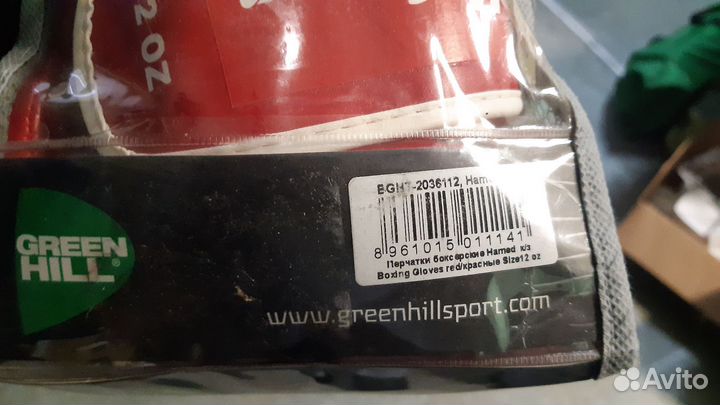 2 OZ
BGHT-2036112, Hamed
8 961015 011141
Перчатки боксерские Hamed к/з
Boxing Gloves red/красные Size12 oz
GREEN
HILL®
www.greenhillsport.com
Avito